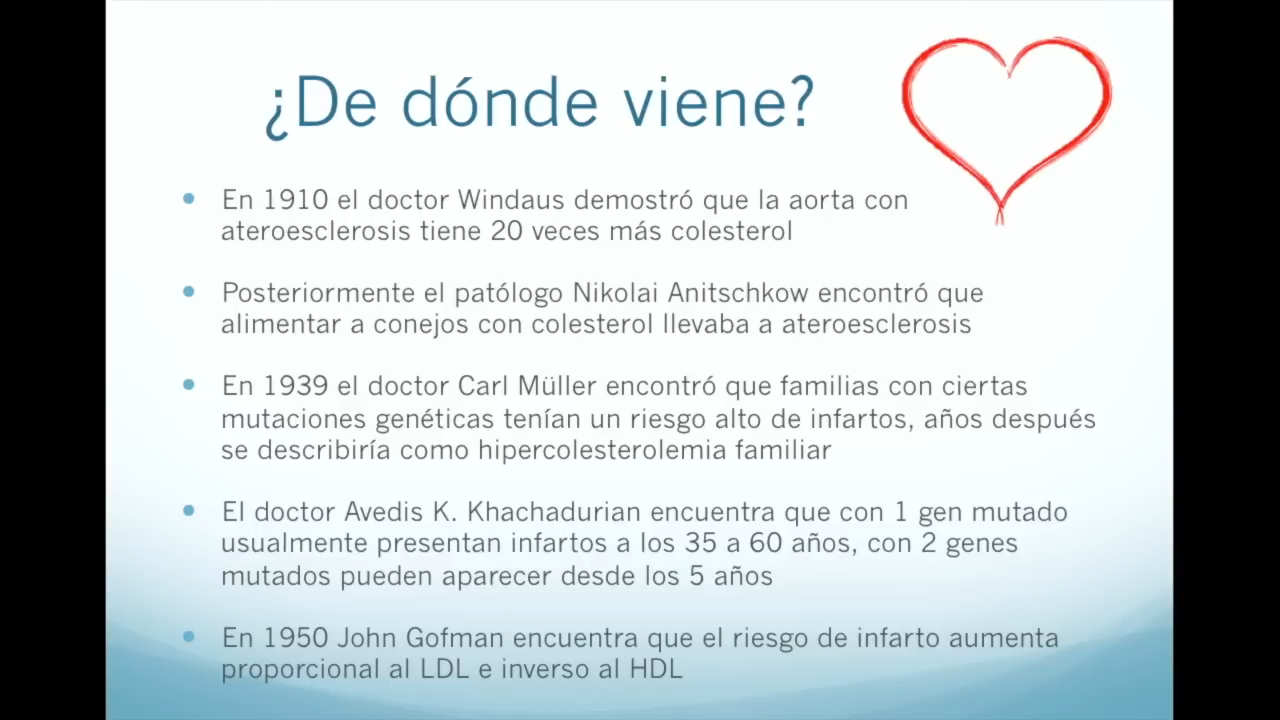 ¿De dónde viene?
• En 1910 el doctor Windaus demostró que la aorta con
ateroesclerosis tiene 20 veces más colesterol
• Posteriormente el patólogo Nikolai Anitschkow encontró que
alimentar a conejos con colesterol llevaba a ateroesclerosis
• En 1939 el doctor Carl Müller encontró que familias con ciertas
mutaciones genéticas tenían un riesgo alto de infartos, años después
se describiría como hipercolesterolemia familiar
• El doctor Avedis K. Khachadurian encuentra que con 1 gen mutado
usualmente presentan infartos a los 35 a 60 años, con 2 genes
mutados pueden aparecer desde los 5 años
• En 1950 John Gofman encuentra que el riesgo de infarto aumenta
proporcional al LDL e inverso al HDL